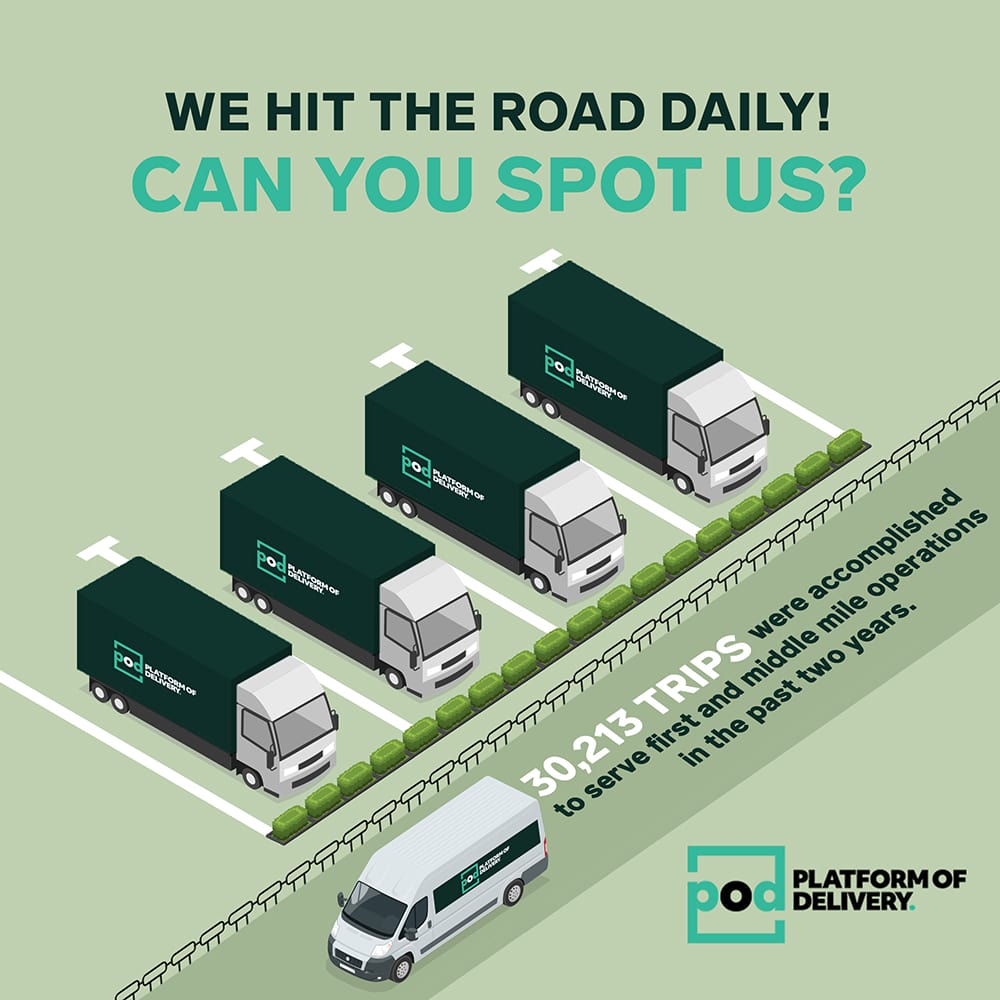 WE HIT THE ROAD DAILY!
CAN YOU SPOT US?
pod PLATFORM OF
DELIVERY.
pod PLATFORM OF
DELIVERY.
pod PLATFORM OF
DELIVERY.
pod PLATFORM OF
DELIVERY.
30,213 TRIPS were accomplished
to serve first and middle mile operations
in the past two years.
pod PLATFORM OF
DELIVERY.
pod PLATFORM OF
DELIVERY.